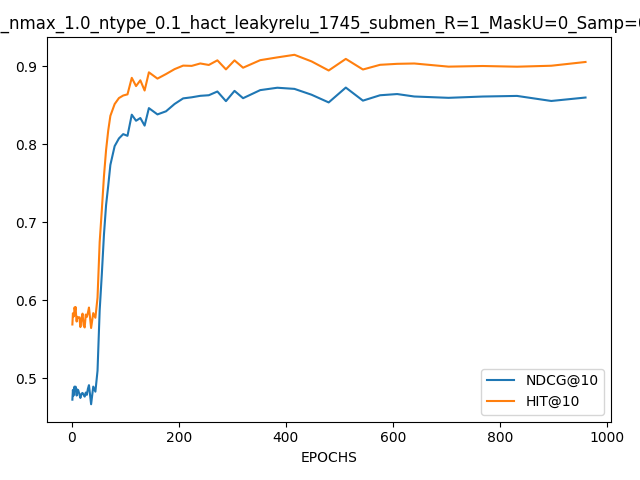 _nmax_1.0_ntype_0.1_hact_leakyrelu_1745_submen_R=1_MaskU=0_Samp=
0.9
0.8
0.7
0.6
0.5
NDCG@10
HIT@10
0 200 400 600 800 1000
EPOCHS